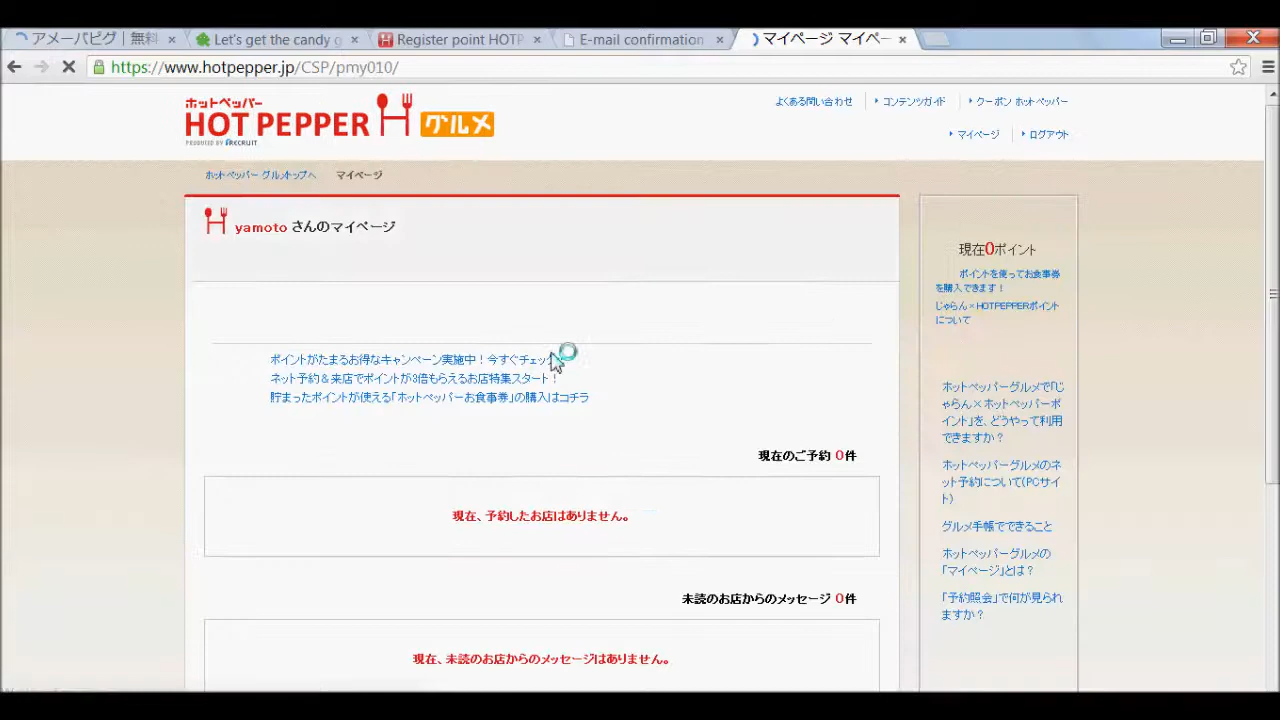 アメーバピグ | 無料
Let's get the candy g
Register point HOTP
E-mail confirmation
マイページ マイペー
https://www.hotpepper.jp/CSP/pmy010/
ホットペッパー
HOT PEPPER グルメ
PRODUCED BY RECRUIT
よくある問い合わせ
コンテンツガイド
クーポン ホットペッパー
マイページ
ログアウト
ホットペッパー グルメトップへ
マイページ
yamoto さんのマイページ
現在0ポイント
ポイントを使ってお食事券
を購入できます！
じゃらん×HOTPEPPERポイント
について
ポイントがたまるお得なキャンペーン実施中！今すぐチェッ
ネット予約＆来店でポイントが3倍もらえるお店特集スタート！
貯まったポイントが使える「ホットペッパーお食事券」の購入はコチラ
現在のご予約 0件
現在、予約したお店はありません。
未読のお店からのメッセージ 0件
現在、未読のお店からのメッセージはありません。
ホットペッパーグルメで「じ
ゃらん×ホットペッパーポ
イント」を、どうやって利用
できますか？
ホットペッパーグルメのネ
ット予約について(PCサイ
ト)
グルメ手帳でできること
ホットペッパーグルメの
「マイページ」とは？
「予約照会」で何が見られ
ますか？